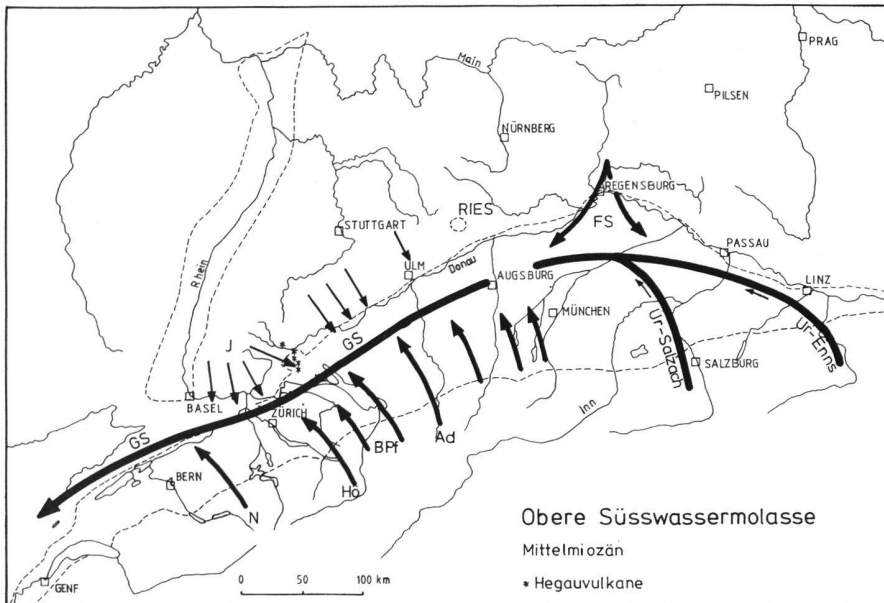 PRAG
Main
PILSEN
NÜRNBERG
REGENSBURG
RIES
STUTTGART
FS
PASSAU
ULM
Donau
Rhein
AUGSBURG
LINZ
MÜNCHEN
GS
J
Ur-Salzach
Ur-Enns
SALZBURG
BASEL
ZÜRICH
Inn
GS
BPf
Ad
BERN
Hö
N
Obere Süsswassermolasse
Mittelmiozän
* Hegauvulkane
GENF
0 50 100 km